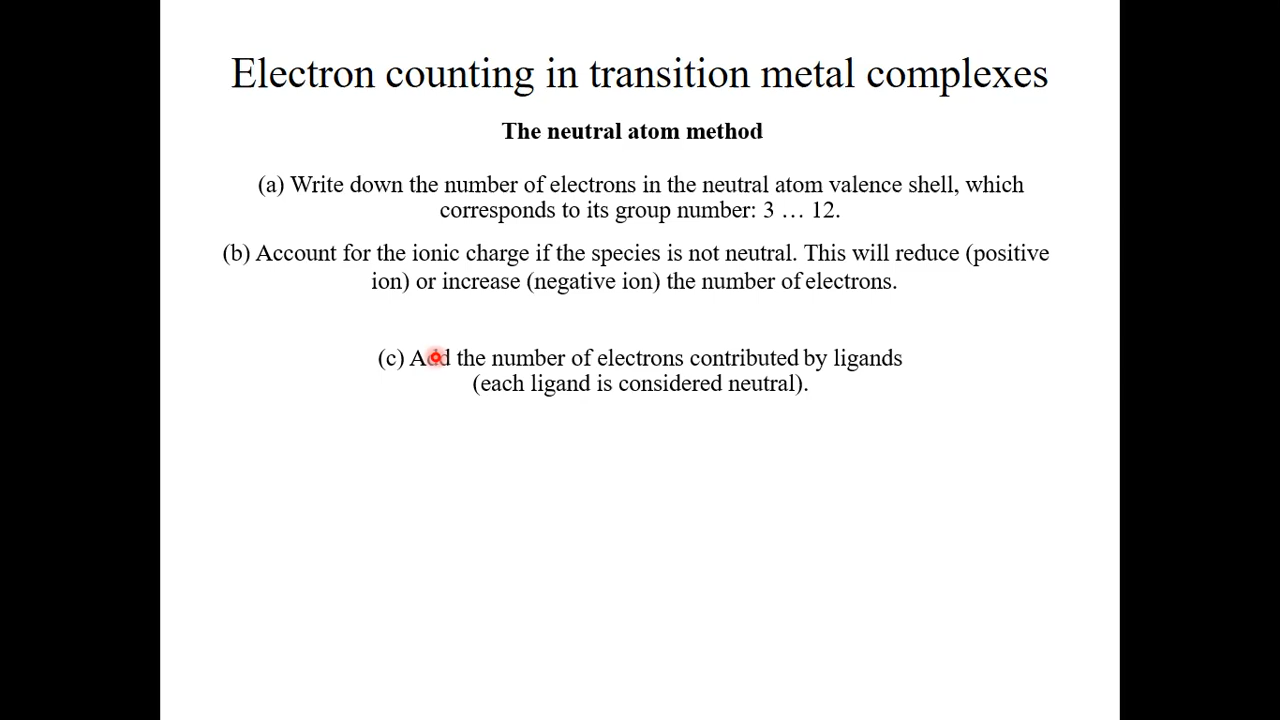 Electron counting in transition metal complexes
The neutral atom method
(a) Write down the number of electrons in the neutral atom valence shell, which
corresponds to its group number: 3 … 12.
(b) Account for the ionic charge if the species is not neutral. This will reduce (positive
ion) or increase (negative ion) the number of electrons.
(c) Add the number of electrons contributed by ligands
(each ligand is considered neutral).